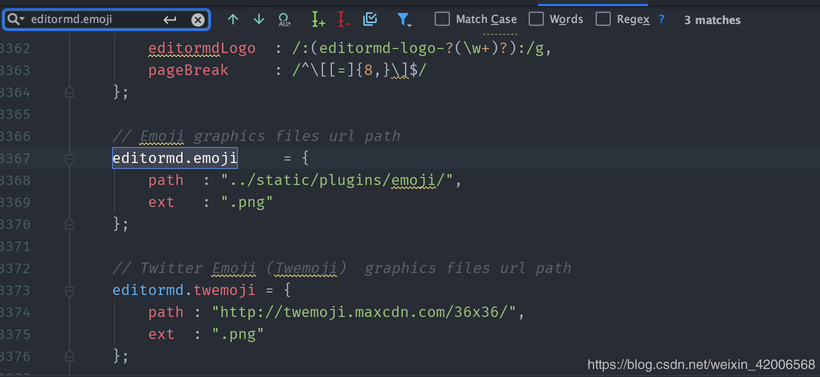 editormd.emoji Match Case Words Regex ? 3 matches
3362 editormdLogo : /:(editormd-logo-?(\w+)?):/g,
3363 pageBreak : /^\[[=]{8,}\]$/
3364 };
3365
3366 // Emoji graphics files url path
3367 editormd.emoji = {
3368 path : "../static/plugins/emoji/",
3369 ext : ".png"
3370 };
3371
3372 // Twitter Emoji (Twemoji)  graphics files url path
3373 editormd.twemoji = {
3374 path : "http://twemoji.maxcdn.com/36x36/",
3375 ext : ".png"
3376 };
https://blog.csdn.net/weixin_42006568